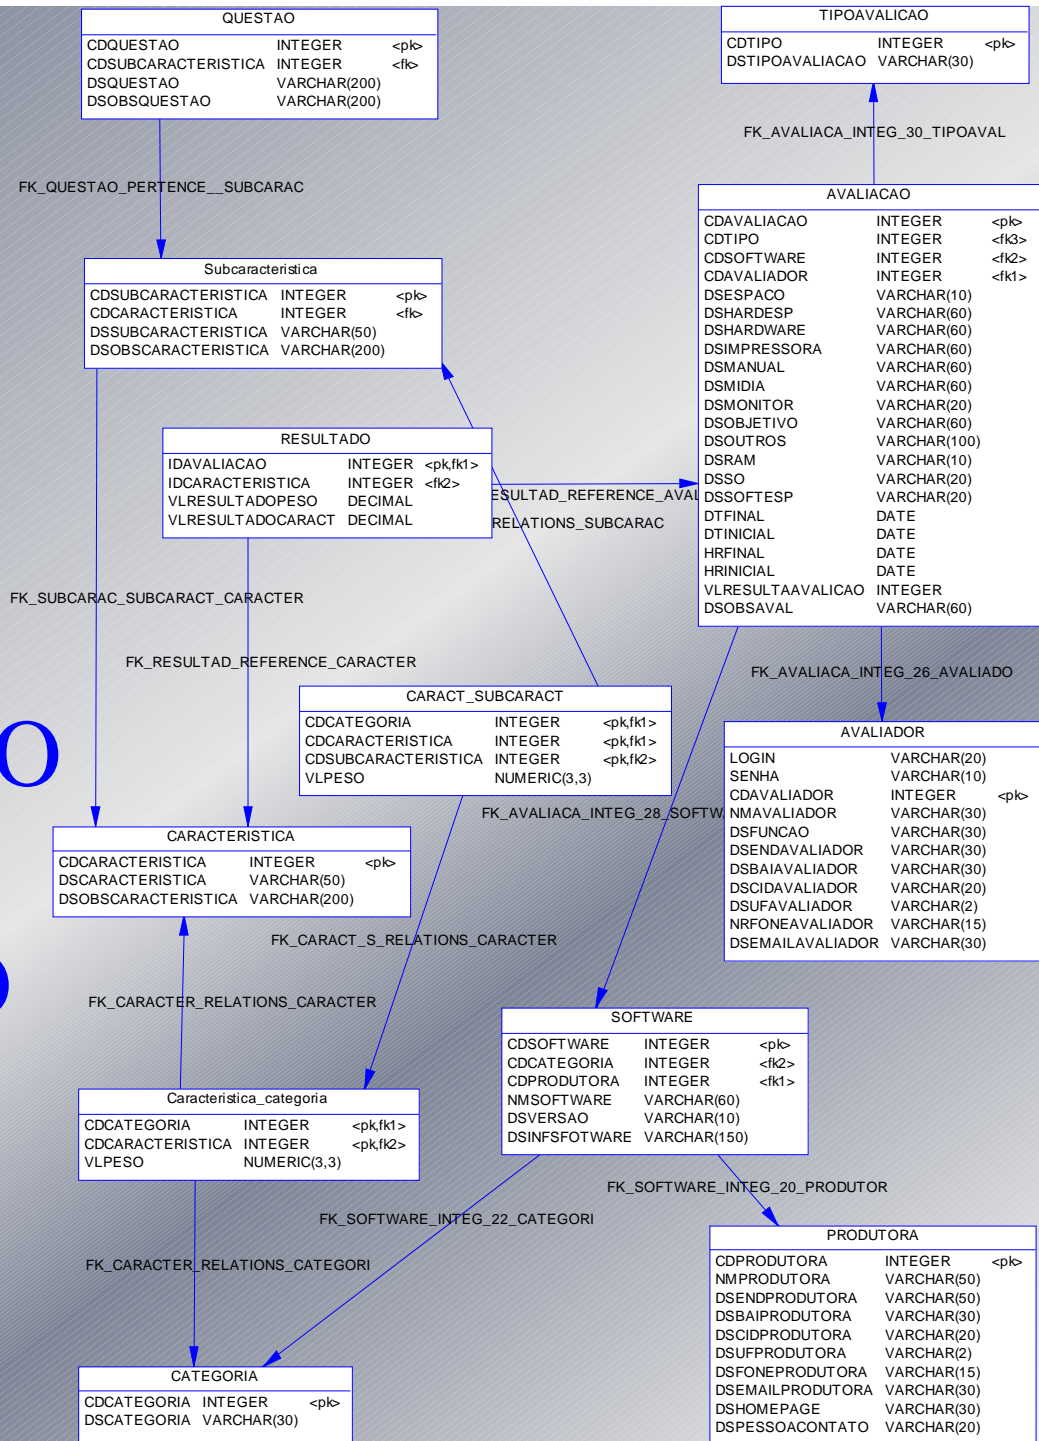 QUESTAO
CDQUESTAO INTEGER <pk>
CDSUBCARACTERISTICA INTEGER <fk>
DSQUESTAO VARCHAR(200)
DSOBSQUESTAO VARCHAR(200)
TIPOAVALICAO
CDTIPO INTEGER <pk>
DSTIPOAVALIACAO VARCHAR(30)
FK_AVALIACA_INTEG_30_TIPOAVAL
FK_QUESTAO_PERTENCE__SUBCARAC
AVALIACAO
CDAVALIACAO INTEGER <pk>
CDTIPO INTEGER <fk3>
CDSOFTWARE INTEGER <fk2>
CDAVALIADOR INTEGER <fk1>
DSESPACO VARCHAR(10)
DSHARDESP VARCHAR(60)
DSHARDWARE VARCHAR(60)
DSIMPRESSORA VARCHAR(60)
DSMANUAL VARCHAR(60)
DSMIDIA VARCHAR(60)
DSMONITOR VARCHAR(20)
DSOBJETIVO VARCHAR(60)
DSOUTROS VARCHAR(100)
DSRAM VARCHAR(10)
DSSO VARCHAR(20)
DSSOFTESP VARCHAR(20)
DTFINAL DATE
DTINICIAL DATE
HRFINAL DATE
HRINICIAL DATE
VLRESULTAAVALICAO INTEGER
DSOBSAVAL VARCHAR(60)
Subcaracteristica
CDSUBCARACTERISTICA INTEGER <pk>
CDCARACTERISTICA INTEGER <fk>
DSSUBCARACTERISTICA VARCHAR(50)
DSOBSCARACTERISTICA VARCHAR(200)
RESULTADO
IDAVALIACAO INTEGER <pk,fk1>
IDCARACTERISTICA INTEGER <fk2>
VLRESULTADOPESO DECIMAL
VLRESULTADOCARACT DECIMAL
ESULTAD_REFERENCE_AVAL
RELATIONS_SUBCARAC
FK_SUBCARAC_SUBCARACT_CARACTER
FK_RESULTAD_REFERENCE_CARACTER
FK_AVALIACA_INTEG_26_AVALIADO
CARACT_SUBCARACT
CDCATEGORIA INTEGER <pk,fk1>
CDCARACTERISTICA INTEGER <pk,fk1>
CDSUBCARACTERISTICA INTEGER <pk,fk2>
VLPESO NUMERIC(3,3)
O
AVALIADOR
LOGIN VARCHAR(20)
SENHA VARCHAR(10)
CDAVALIADOR INTEGER <pk>
NMAVALIADOR VARCHAR(30)
DSFUNCAO VARCHAR(30)
DSENDAVALIADOR VARCHAR(30)
DSBAIAVALIADOR VARCHAR(30)
DSCIDAVALIADOR VARCHAR(20)
DSUFAVALIADOR VARCHAR(2)
NRFONEAVALIADOR VARCHAR(15)
DSEMAILAVALIADOR VARCHAR(30)
FK_AVALIACA_INTEG_28_SOFTW
CARACTERISTICA
CDCARACTERISTICA INTEGER <pk>
DSCARACTERISTICA VARCHAR(50)
DSOBSCARACTERISTICA VARCHAR(200)
FK_CARACT_S_RELATIONS_CARACTER
FK_CARACTER_RELATIONS_CARACTER
SOFTWARE
CDSOFTWARE INTEGER <pk>
CDCATEGORIA INTEGER <fk2>
CDPRODUTORA INTEGER <fk1>
NMSOFTWARE VARCHAR(60)
DSVERSAO VARCHAR(10)
DSINFSFOTWARE VARCHAR(150)
Caracteristica_categoria
CDCATEGORIA INTEGER <pk,fk1>
CDCARACTERISTICA INTEGER <pk,fk2>
VLPESO NUMERIC(3,3)
FK_SOFTWARE_INTEG_20_PRODUTOR
FK_SOFTWARE_INTEG_22_CATEGORI
FK_CARACTER_RELATIONS_CATEGORI
PRODUTORA
CDPRODUTORA INTEGER <pk>
NMPRODUTORA VARCHAR(50)
DSENDPRODUTORA VARCHAR(50)
DSBAIPRODUTORA VARCHAR(30)
DSCIDPRODUTORA VARCHAR(20)
DSUFPRODUTORA VARCHAR(2)
DSFONEPRODUTORA VARCHAR(15)
DSEMAILPRODUTORA VARCHAR(30)
DSHOMEPAGE VARCHAR(30)
DSPESSOACONTATO VARCHAR(20)
CATEGORIA
CDCATEGORIA INTEGER <pk>
DSCATEGORIA VARCHAR(30)